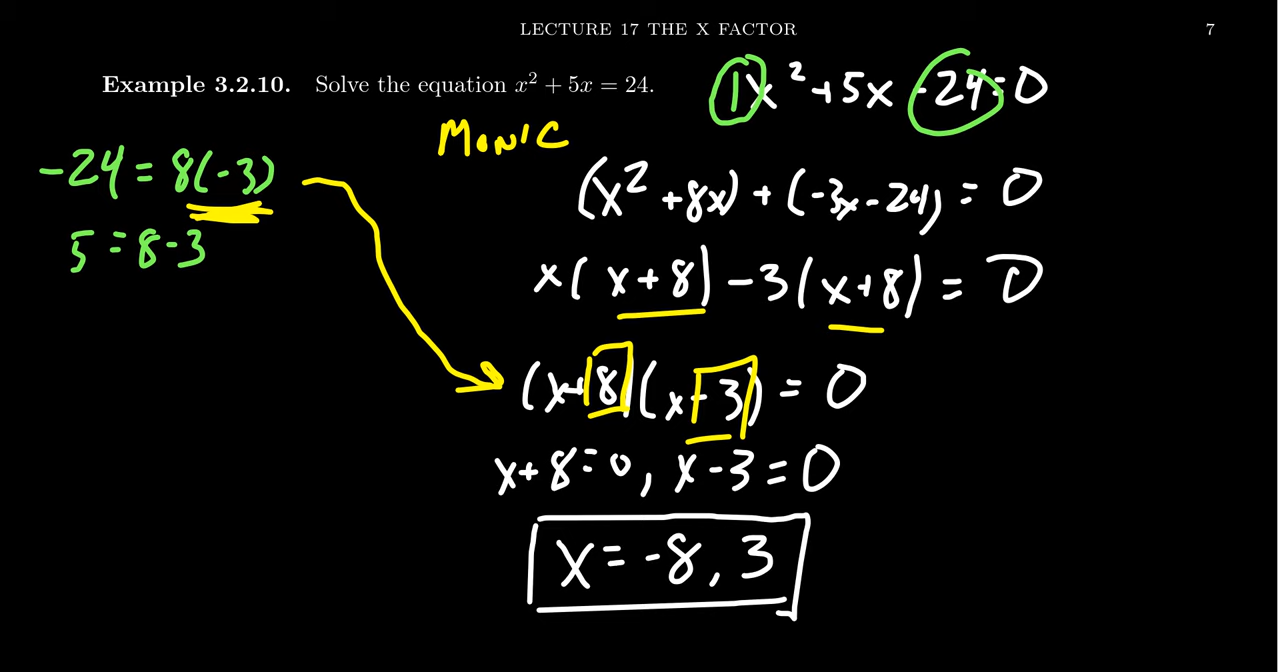 LECTURE 17 THE X FACTOR 7
Example 3.2.10. Solve the equation x² + 5x = 24.
1x² + 5x - 24 = 0
MONIC
-24 = 8(-3)
5 = 8 - 3
(x² + 8x) + (-3x - 24) = 0
x(x + 8) - 3(x + 8) = 0
(x + 8)(x - 3) = 0
x + 8 = 0, x - 3 = 0
x = -8, 3